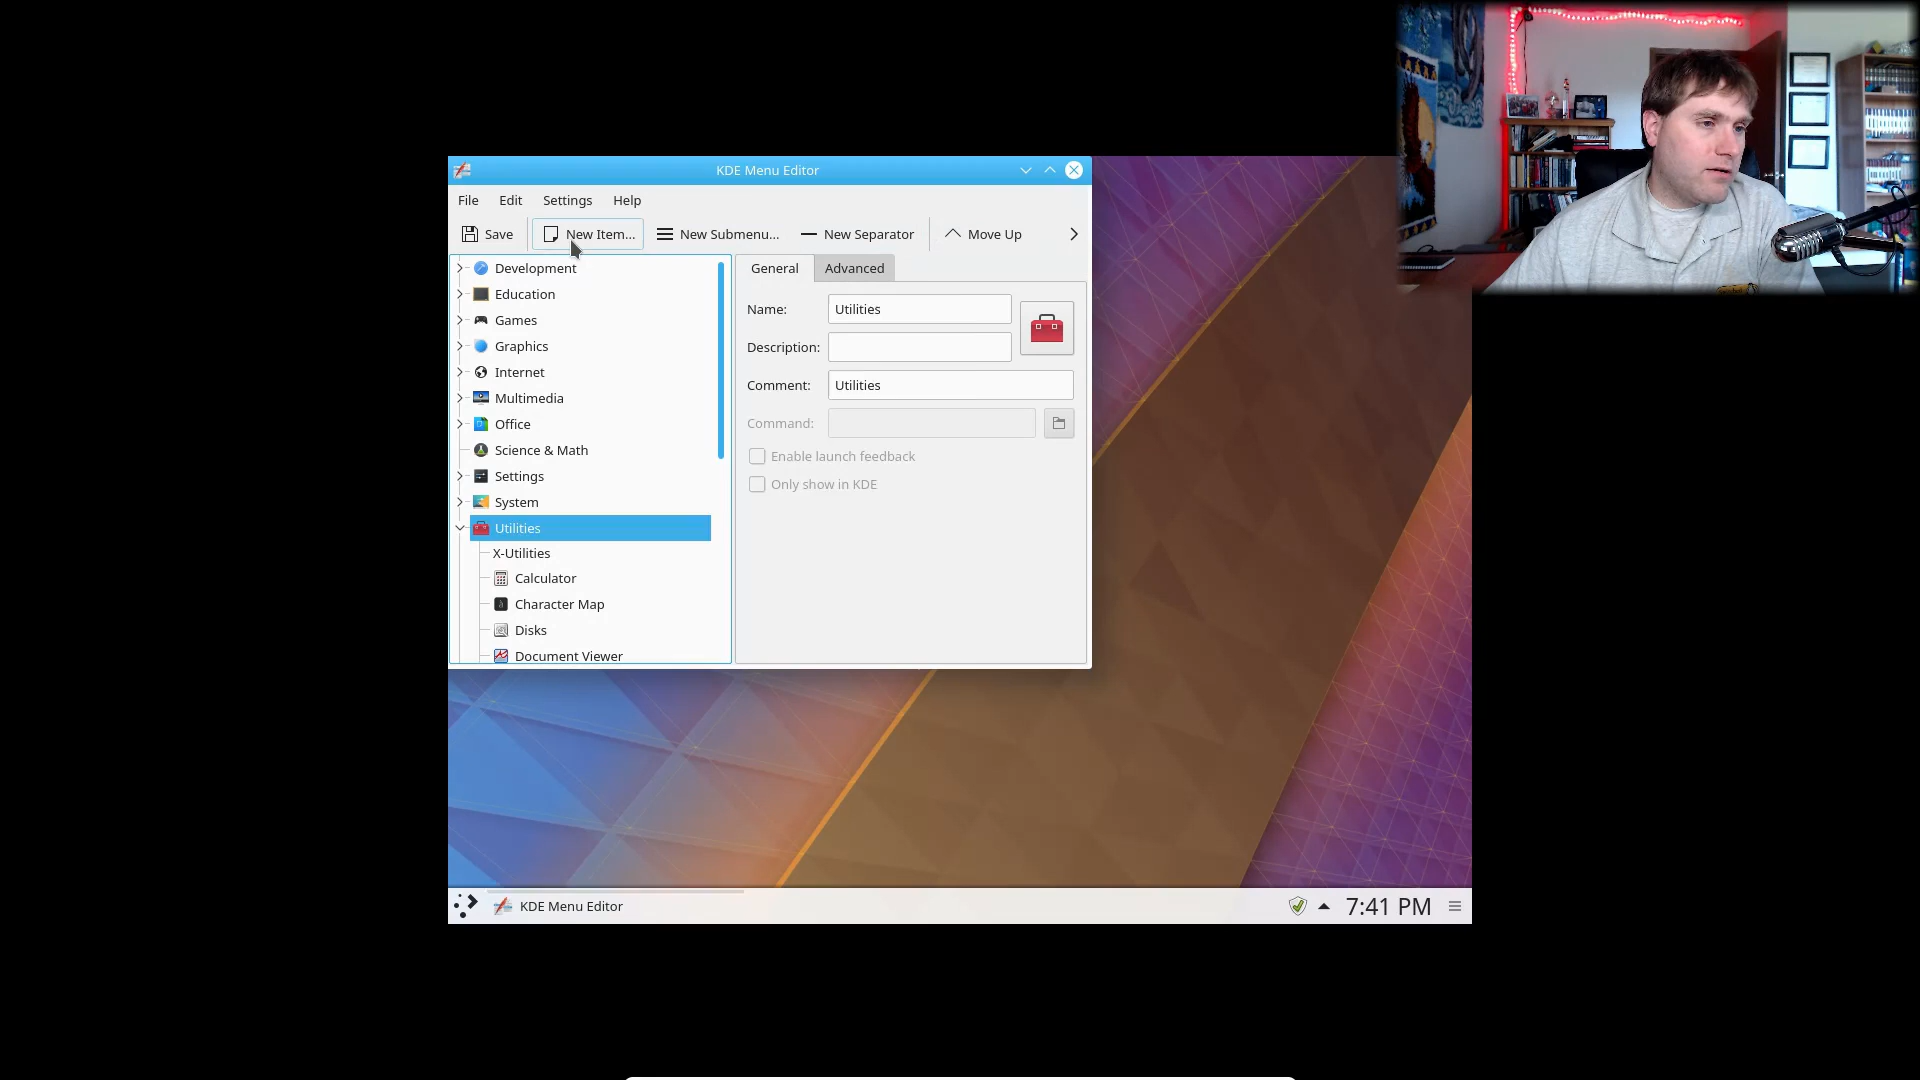 KDE Menu Editor
File Edit Settings Help
Save New Item... New Submenu... New Separator Move Up
Development
Education
Games
Graphics
Internet
Multimedia
Office
Science & Math
Settings
System
Utilities
X-Utilities
Calculator
Character Map
Disks
Document Viewer
General Advanced
Name: Utilities
Description:
Comment: Utilities
Command:
Enable launch feedback
Only show in KDE
KDE Menu Editor 7:41 PM